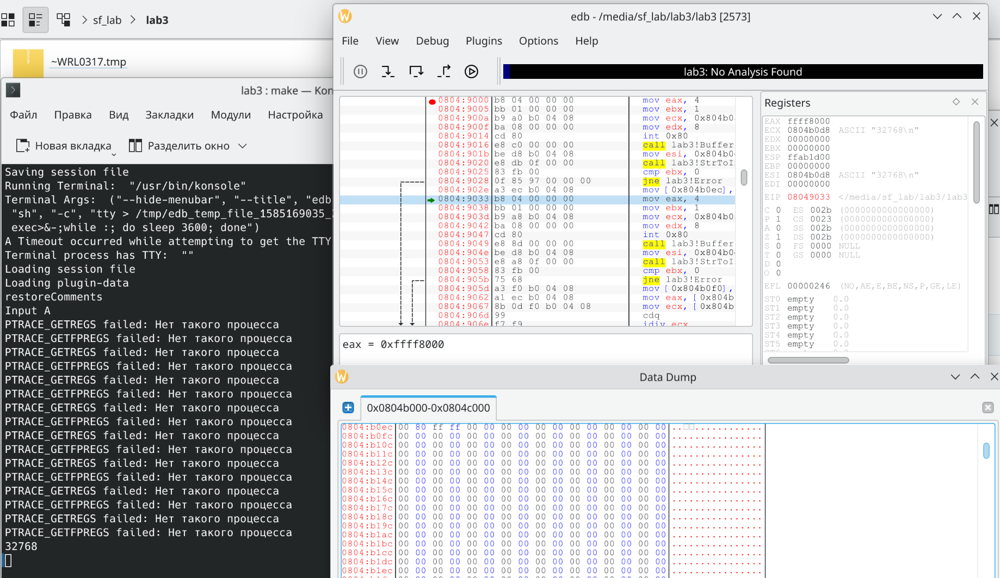 sf_lab
lab3
~WRL0317.tmp
lab3 : make — Kon
Файл Правка Вид Закладки Модули Настройка
Новая вкладка Разделить окно
Saving session file
Running Terminal:  "/usr/bin/konsole"
Terminal Args:  ("--hide-menubar", "--title", "edb
"sh", "-c", "tty > /tmp/edb_temp_file_1585169035_
exec>&-;while :; do sleep 3600; done")
A Timeout occurred while attempting to get the TTY
Terminal process has TTY:  ""
Loading session file
Loading plugin-data
restoreComments
Input A
PTRACE_GETREGS failed: Нет такого процесса
PTRACE_GETFPREGS failed: Нет такого процесса
PTRACE_GETREGS failed: Нет такого процесса
PTRACE_GETFPREGS failed: Нет такого процесса
PTRACE_GETREGS failed: Нет такого процесса
PTRACE_GETFPREGS failed: Нет такого процесса
PTRACE_GETREGS failed: Нет такого процесса
PTRACE_GETFPREGS failed: Нет такого процесса
PTRACE_GETREGS failed: Нет такого процесса
PTRACE_GETFPREGS failed: Нет такого процесса
PTRACE_GETREGS failed: Нет такого процесса
PTRACE_GETFPREGS failed: Нет такого процесса
PTRACE_GETREGS failed: Нет такого процесса
PTRACE_GETFPREGS failed: Нет такого процесса
PTRACE_GETREGS failed: Нет такого процесса
PTRACE_GETFPREGS failed: Нет такого процесса
32768
edb - /media/sf_lab/lab3/lab3 [2573]
File View Debug Plugins Options Help
lab3: No Analysis Found
0804:9000 b8 04 00 00 00 mov eax, 4
0804:9005 bb 01 00 00 00 mov ebx, 1
0804:900a b9 a0 b0 04 08 mov ecx, 0x804b0
0804:900f ba 08 00 00 00 mov edx, 8
0804:9014 cd 80 int 0x80
0804:9016 e8 c0 00 00 00 call lab3!Buffer
0804:901b be d8 b0 04 08 mov esi, 0x804b0
0804:9020 e8 db 0f 00 00 call lab3!StrToI
0804:9025 83 fb 00 cmp ebx, 0
0804:9028 0f 85 97 00 00 00 jne lab3!Error
0804:902e a3 ec b0 04 08 mov [0x804b0ec],
0804:9033 b8 04 00 00 00 mov eax, 4
0804:9038 bb 01 00 00 00 mov ebx, 1
0804:903d b9 a8 b0 04 08 mov ecx, 0x804b0
0804:9042 ba 08 00 00 00 mov edx, 8
0804:9047 cd 80 int 0x80
0804:9049 e8 8d 00 00 00 call lab3!Buffer
0804:904e be d8 b0 04 08 mov esi, 0x804b0
0804:9053 e8 a8 0f 00 00 call lab3!StrToI
0804:9058 83 fb 00 cmp ebx, 0
0804:905b 75 68 jne lab3!Error
0804:905d a3 f0 b0 04 08 mov [0x804b0f0],
0804:9062 a1 ec b0 04 08 mov eax, [0x804b
0804:9067 8b 0d f0 b0 04 08 mov ecx, [0x804b
0804:906d 99 cdq
0804:906e f7 f9 idiv ecx
eax = 0xffff8000
Registers
EAX ffff8000
ECX 0804b0d8 ASCII "32768\n"
EDX 00000000
EBX 00000000
ESP ffab1d00
EBP 00000000
ESI 0804b0d8 ASCII "32768\n"
EDI 00000000
EIP 08049033 </media/sf_lab/lab3/lab3
C 0 ES 002b (0000000000000000)
P 1 CS 0023 (0000000000000000)
A 0 SS 002b (0000000000000000)
Z 1 DS 002b (0000000000000000)
S 0 FS 0000 NULL
T 0 GS 0000 NULL
D 0
O 0
EFL 00000246 (NO,AE,E,BE,NS,P,GE,LE)
ST0 empty 0.0
ST1 empty 0.0
ST2 empty 0.0
ST3 empty 0.0
ST4 empty 0.0
ST5 empty 0.0
Data Dump
0x0804b000-0x0804c000
0804:b0ec 00 80 ff ff 00 00 00 00 00 00 00 00 00 00 00 00 ..□□............
0804:b0fc 00 00 00 00 00 00 00 00 00 00 00 00 00 00 00 00 ................
0804:b10c 00 00 00 00 00 00 00 00 00 00 00 00 00 00 00 00 ................
0804:b11c 00 00 00 00 00 00 00 00 00 00 00 00 00 00 00 00 ................
0804:b12c 00 00 00 00 00 00 00 00 00 00 00 00 00 00 00 00 ................
0804:b13c 00 00 00 00 00 00 00 00 00 00 00 00 00 00 00 00 ................
0804:b14c 00 00 00 00 00 00 00 00 00 00 00 00 00 00 00 00 ................
0804:b15c 00 00 00 00 00 00 00 00 00 00 00 00 00 00 00 00 ................
0804:b16c 00 00 00 00 00 00 00 00 00 00 00 00 00 00 00 00 ................
0804:b17c 00 00 00 00 00 00 00 00 00 00 00 00 00 00 00 00 ................
0804:b18c 00 00 00 00 00 00 00 00 00 00 00 00 00 00 00 00 ................
0804:b19c 00 00 00 00 00 00 00 00 00 00 00 00 00 00 00 00 ................
0804:b1ac 00 00 00 00 00 00 00 00 00 00 00 00 00 00 00 00 ................
0804:b1bc 00 00 00 00 00 00 00 00 00 00 00 00 00 00 00 00 ................
0804:b1cc 00 00 00 00 00 00 00 00 00 00 00 00 00 00 00 00 ................
0804:b1dc 00 00 00 00 00 00 00 00 00 00 00 00 00 00 00 00 ................
0804:b1ec 00 00 00 00 00 00 00 00 00 00 00 00 00 00 00 00 ................